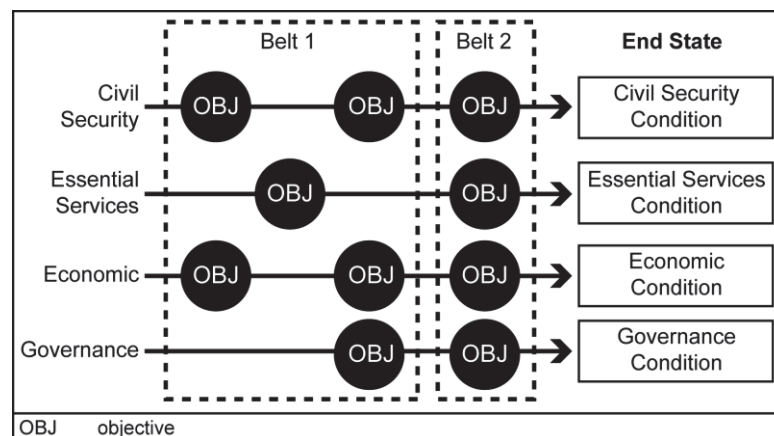 Belt 1 Belt 2 End State
Civil
Security
OBJ OBJ OBJ
Civil Security
Condition
Essential
Services
OBJ OBJ
Essential Services
Condition
Economic
OBJ OBJ OBJ
Economic
Condition
Governance
OBJ OBJ
Governance
Condition
OBJ objective